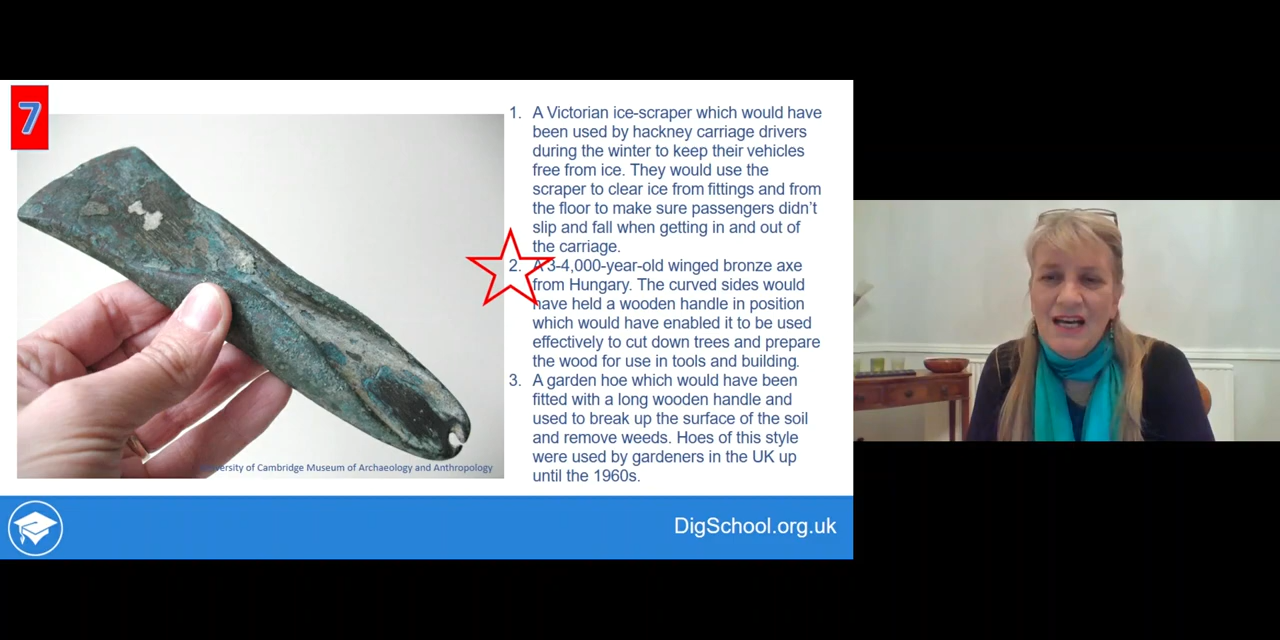 7
1. A Victorian ice-scraper which would have
been used by hackney carriage drivers
during the winter to keep their vehicles
free from ice. They would use the
scraper to clear ice from fittings and from
the floor to make sure passengers didn't
slip and fall when getting in and out of
the carriage.
2. A 3-4,000-year-old winged bronze axe
from Hungary. The curved sides would
have held a wooden handle in position
which would have enabled it to be used
effectively to cut down trees and prepare
the wood for use in tools and building.
3. A garden hoe which would have been
fitted with a long wooden handle and
used to break up the surface of the soil
and remove weeds. Hoes of this style
were used by gardeners in the UK up
until the 1960s.
University of Cambridge Museum of Archaeology and Anthropology
DigSchool.org.uk